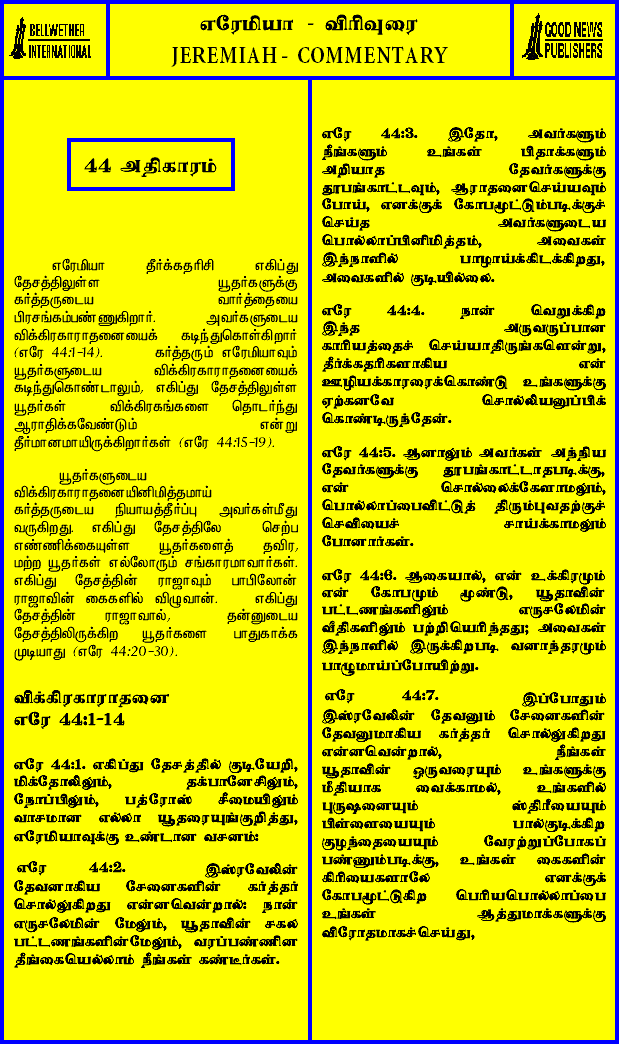 BELLWETHER
INTERNATIONAL
எரேமியா - விரிவுரை
JEREMIAH - COMMENTARY
GOOD NEWS
PUBLISHERS
44 அதிகாரம்
எரேமியா தீர்க்கதரிசி எகிப்து
தேசத்திலுள்ள யூதர்களுக்கு
கர்த்தருடைய வார்த்தையை
பிரசங்கம்பண்ணுகிறார். அவர்களுடைய
விக்கிரகாராதனையைக் கடிந்துகொள்கிறார்
(எரே 44:1-14). கர்த்தரும் எரேமியாவும்
யூதர்களுடைய விக்கிரகாராதனையைக்
கடிந்துகொண்டாலும், எகிப்து தேசத்திலுள்ள
யூதர்கள் விக்கிரகங்களை தொடர்ந்து
ஆராதிக்கவேண்டும் என்று
தீர்மானமாயிருக்கிறார்கள் (எரே 44:15-19).
யூதர்களுடைய
விக்கிரகாராதனையினிமித்தமாய்
கர்த்தருடைய நியாயத்தீர்ப்பு அவர்கள்மீது
வருகிறது. எகிப்து தேசத்திலே சொற்ப
எண்ணிக்கையுள்ள யூதர்களைத் தவிர,
மற்ற யூதர்கள் எல்லோரும் சங்காரமாவார்கள்.
எகிப்து தேசத்தின் ராஜாவும் பாபிலோன்
ராஜாவின் கைகளில் விழுவான். எகிப்து
தேசத்தின் ராஜாவால், தன்னுடைய
தேசத்திலிருக்கிற யூதர்களை பாதுகாக்க
முடியாது (எரே 44:20-30).
விக்கிரகாராதனை
எரே 44:1-14
எரே 44:1. எகிப்து தேசத்தில் குடியேறி,
மிக்தோலிலும், தக்பானேசிலும்,
நோப்பிலும், பத்ரோஸ் சீமையிலும்
வாசமான எல்லா யூதரையுங்குறித்து,
எரேமியாவுக்கு உண்டான வசனம்:
எரே 44:2. இஸ்ரவேலின்
தேவனாகிய சேனைகளின் கர்த்தர்
சொல்லுகிறது என்னவென்றால்: நான்
எருசலேமின் மேலும், யூதாவின் சகல
பட்டணங்களின்மேலும், வரப்பண்ணின
தீங்கையெல்லாம் நீங்கள் கண்டீர்கள்.
எரே 44:3. இதோ, அவர்களும்
நீங்களும் உங்கள் பிதாக்களும்
அறியாத தேவர்களுக்கு
தூபங்காட்டவும், ஆராதனைசெய்யவும்
போய், எனக்குக் கோபமூட்டும்படிக்குச்
செய்த அவர்களுடைய
பொல்லாப்பினிமித்தம், அவைகள்
இந்நாளில் பாழாய்க்கிடக்கிறது,
அவைகளில் குடியில்லை.
எரே 44:4. நான் வெறுக்கிற
இந்த அருவருப்பான
காரியத்தைச் செய்யாதிருங்களென்று,
தீர்க்கதரிகளாகிய என்
ஊழியக்காரரைக்கொண்டு உங்களுக்கு
ஏற்கனவே சொல்லியனுப்பிக்
கொண்டிருந்தேன்.
எரே 44:5. ஆனாலும் அவர்கள் அந்நிய
தேவர்களுக்கு தூபங்காட்டாதபடிக்கு,
என் சொல்லைக்கேளாமலும்,
பொல்லாப்பைவிட்டுத் திரும்புவதற்குச்
செவியைச் சாய்க்காமலும்
போனார்கள்.
எரே 44:6. ஆகையால், என் உக்கிரமும்
என் கோபமும் மூண்டு, யூதாவின்
பட்டணங்களிலும் எருசலேமின்
வீதிகளிலும் பற்றியெரிந்தது; அவைகள்
இந்நாளில் இருக்கிறபடி வனாந்தரமும்
பாழுமாய்ப்போயிற்று.
எரே 44:7. இப்போதும்
இஸ்ரவேலின் தேவனும் சேனைகளின்
தேவனுமாகிய கர்த்தர் சொல்லுகிறது
என்னவென்றால், நீங்கள்
யூதாவின் ஒருவரையும் உங்களுக்கு
மீதியாக வைக்காமல், உங்களில்
புருஷனையும் ஸ்திரீயையும்
பிள்ளையையும் பால்குடிக்கிற
குழந்தையையும் வேரற்றுப்போகப்
பண்ணும்படிக்கு, உங்கள் கைகளின்
கிரியைகளாலே எனக்குக்
கோபமூட்டுகிற பெரியபொல்லாப்பை
உங்கள் ஆத்துமாக்களுக்கு
விரோதமாகச்செய்து,